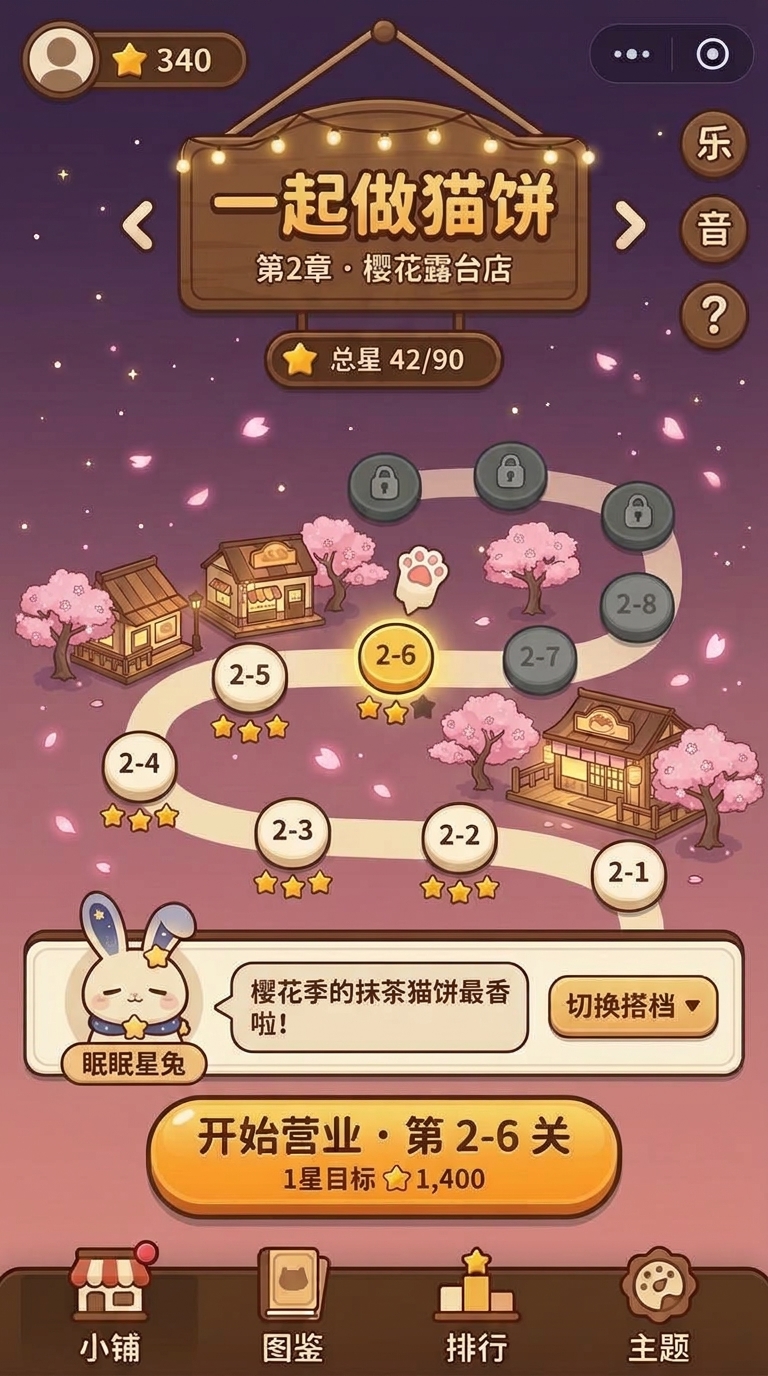 340
乐
一起做猫饼
音
第2章 · 樱花露台店
?
总星 42/90
2-8
2-7
2-6
2-5
2-4
2-3
2-2
2-1
樱花季的抹茶猫饼最香
啦！
切换搭档 ▼
眠眠星兔
开始营业 · 第 2-6 关
1星目标 1,400
小铺
图鉴
排行
主题